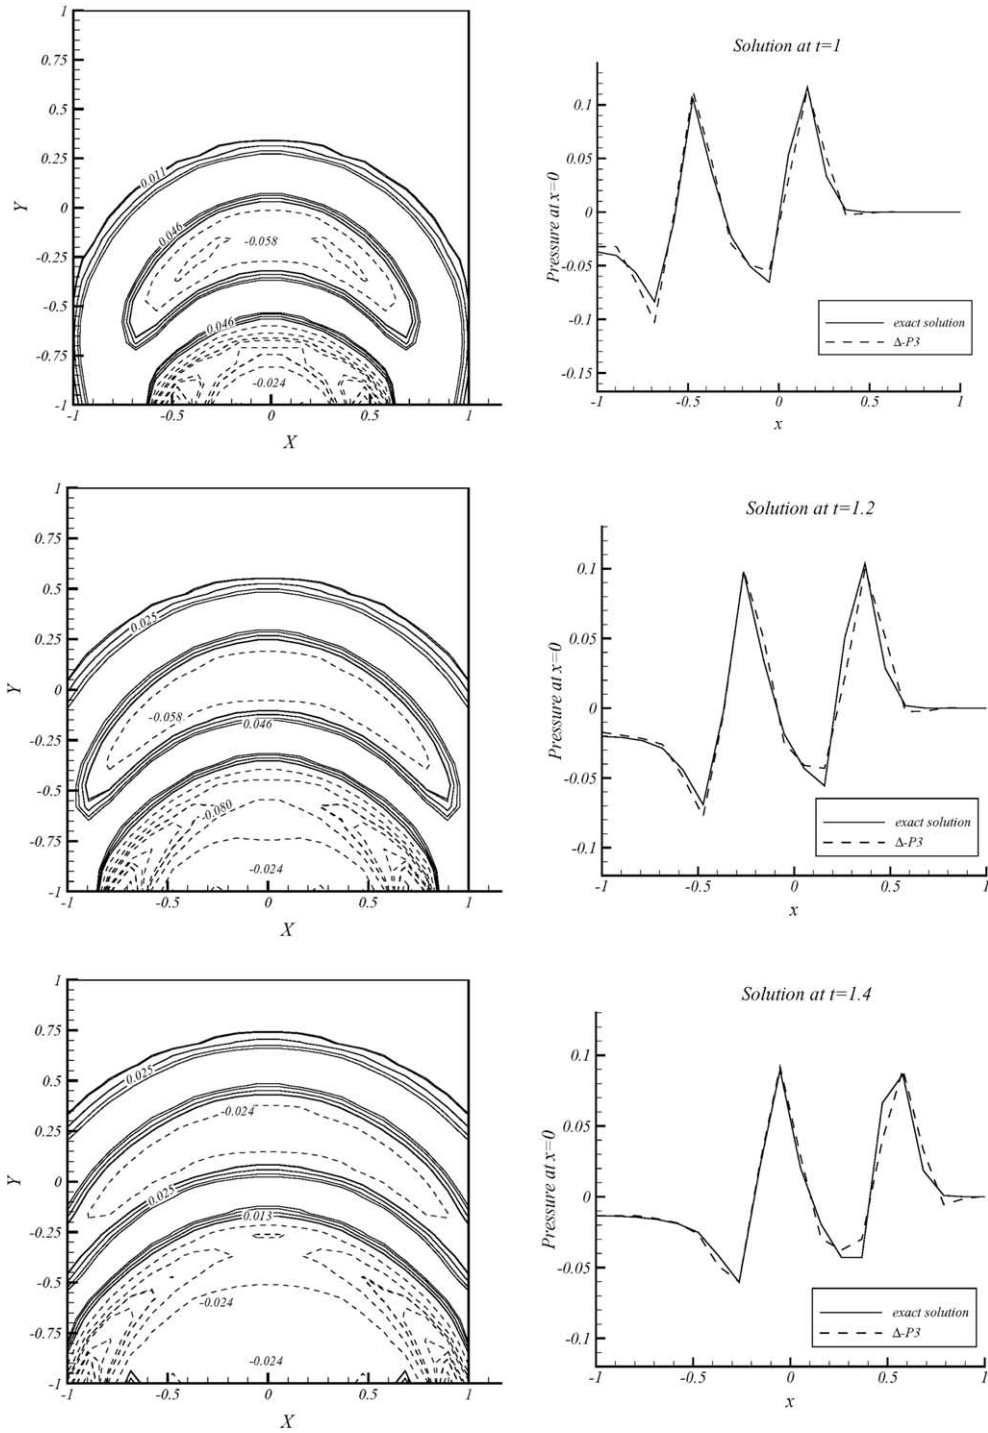 1
0.75
0.5
0.25
0
-0.25
-0.5
-0.75
-1
Y
0.011
0.046
-0.058
0.046
-0.024
-1 -0.5 0 0.5 1
X
Solution at t=1
0.1
0.05
0
-0.05
-0.1
-0.15
Pressure at x=0
exact solution
Δ-P3
-1 -0.5 0 0.5 1
x
1
0.75
0.5
0.25
0
-0.25
-0.5
-0.75
-1
Y
0.025
-0.058
0.046
-0.080
-0.024
-1 -0.5 0 0.5 1
X
Solution at t=1.2
0.1
0.05
0
-0.05
-0.1
Pressure at x=0
exact solution
Δ-P3
-1 -0.5 0 0.5 1
x
1
0.75
0.5
0.25
0
-0.25
-0.5
-0.75
-1
Y
0.025
-0.024
0.025
0.013
-0.024
-0.024
-1 -0.5 0 0.5 1
X
Solution at t=1.4
0.1
0.05
0
-0.05
-0.1
Pressure at x=0
exact solution
Δ-P3
-1 -0.5 0 0.5 1
x